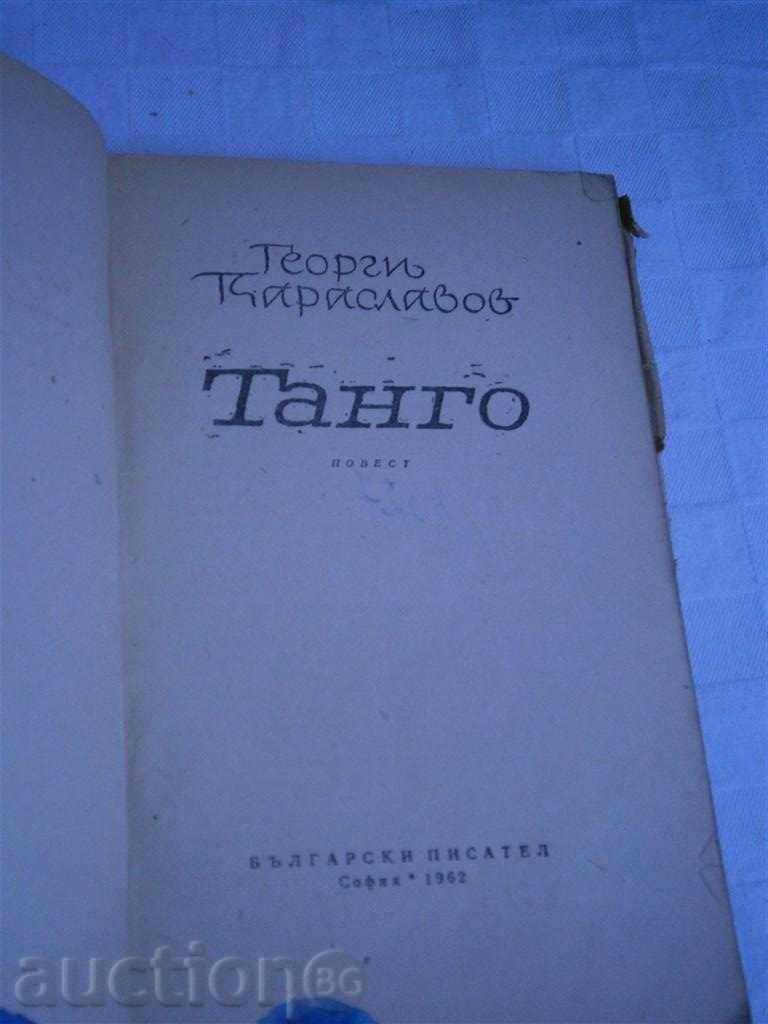 Георги
Караславов
Танго
ПОВЕСТ
БЪЛГАРСКИ ПИСАТЕЛ
София * 1962
auction BG